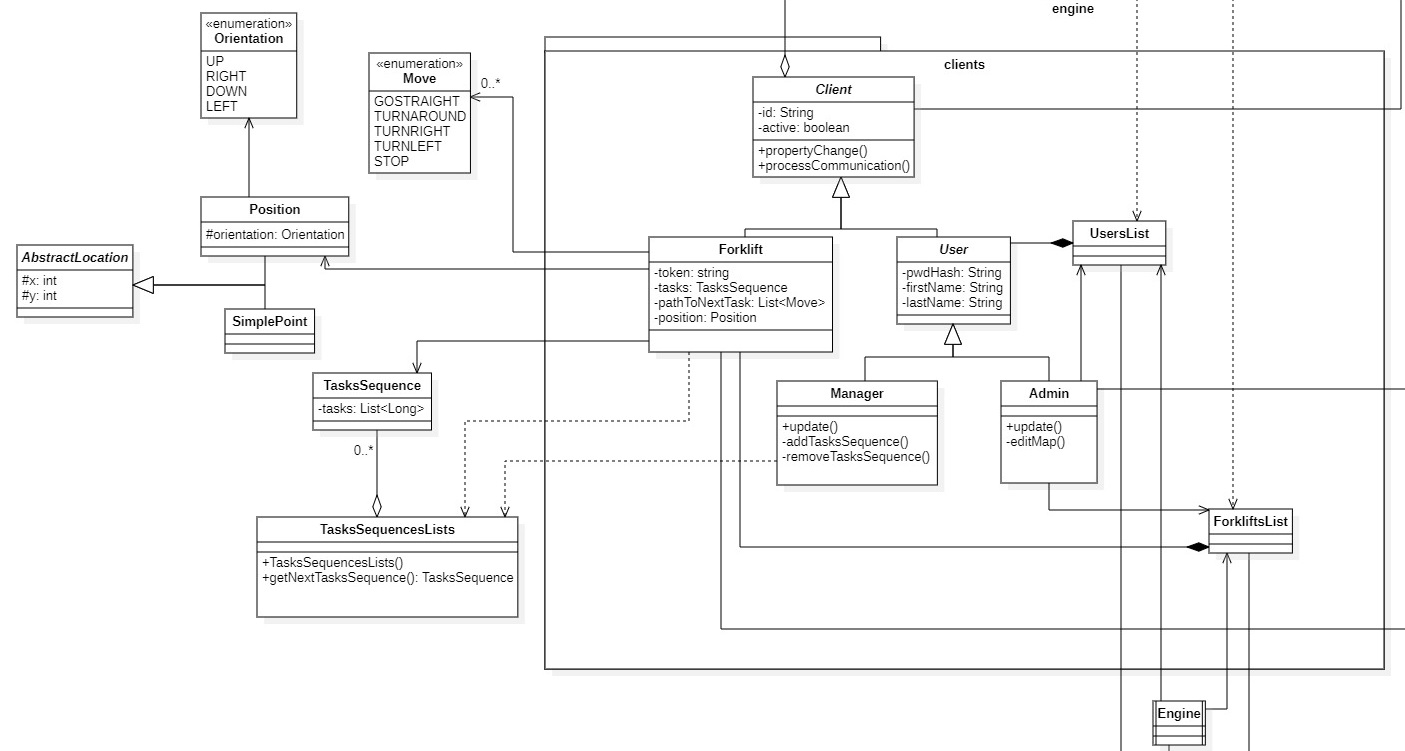 engine
clients
«enumeration»
Orientation
UP
RIGHT
DOWN
LEFT
«enumeration»
Move
GOSTRAIGHT
TURNAROUND
TURNRIGHT
TURNLEFT
STOP
0..*
Client
-id: String
-active: boolean
+propertyChange()
+processCommunication()
Position
#orientation: Orientation
AbstractLocation
#x: int
#y: int
SimplePoint
Forklift
-token: string
-tasks: TasksSequence
-pathToNextTask: List<Move>
-position: Position
User
-pwdHash: String
-firstName: String
-lastName: String
UsersList
TasksSequence
-tasks: List<Long>
0..*
Manager
+update()
-addTasksSequence()
-removeTasksSequence()
Admin
+update()
-editMap()
TasksSequencesLists
+TasksSequencesLists()
+getNextTasksSequence(): TasksSequence
ForkliftsList
Engine